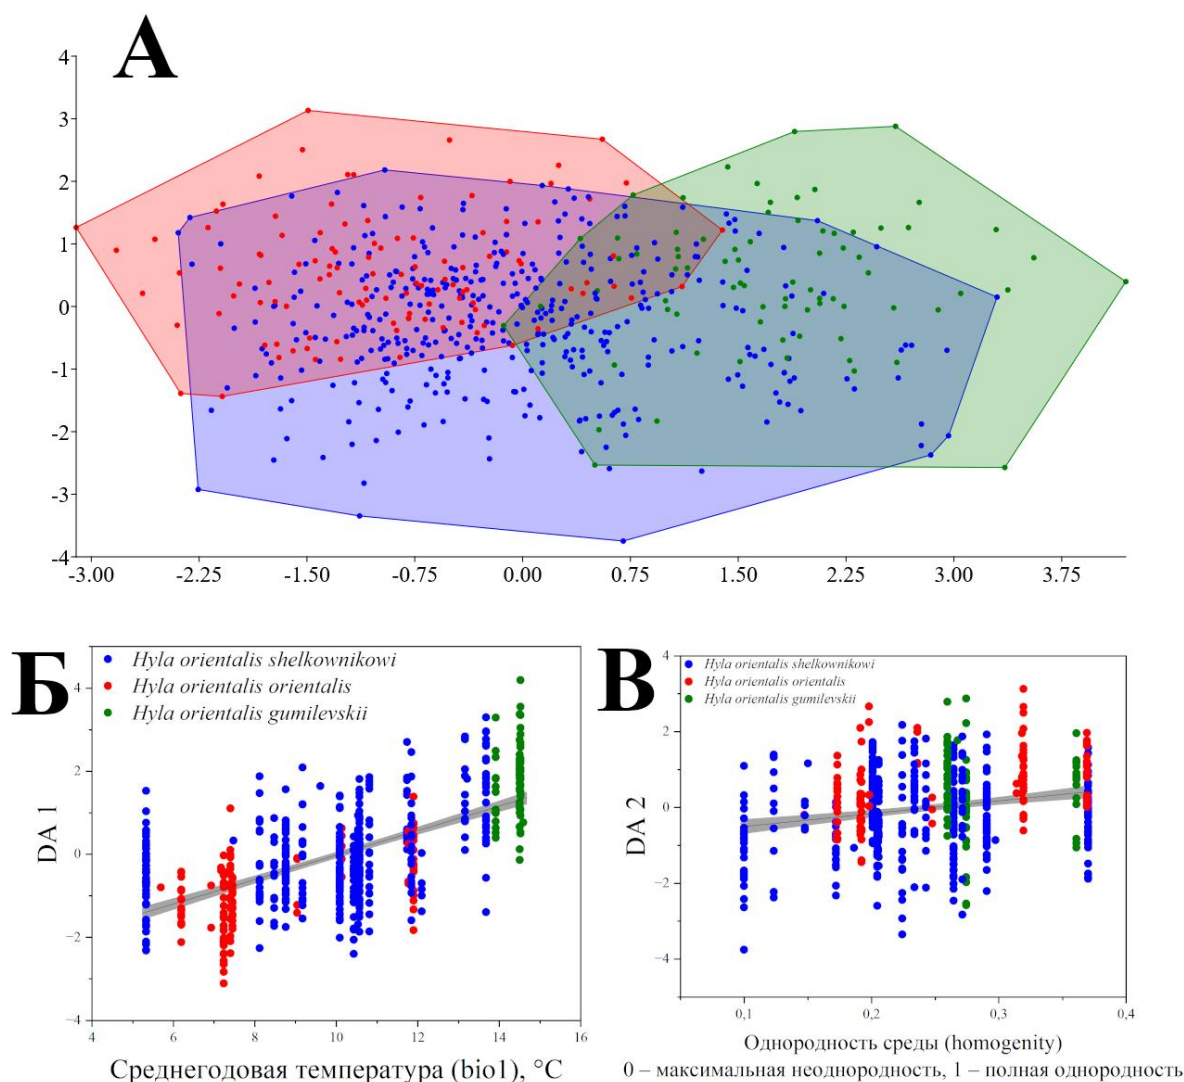 А
4
3
2
1
0
-1
-2
-3
-4
-3.00 -2.25 -1.50 -0.75 0.00 0.75 1.50 2.25 3.00 3.75
Б
Hyla orientalis shelkownikowi
Hyla orientalis orientalis
Hyla orientalis gumilevskii
DA 1
4
2
0
−2
−4
4 6 8 10 12 14 16
Среднегодовая температура (bio1), °C
В
Hyla orientalis shelkownikowi
Hyla orientalis orientalis
Hyla orientalis gumilevskii
DA 2
4
2
0
−2
−4
0,1 0,2 0,3 0,4
Однородность среды (homogenity)
0 – максимальная неоднородность, 1 – полная однородность